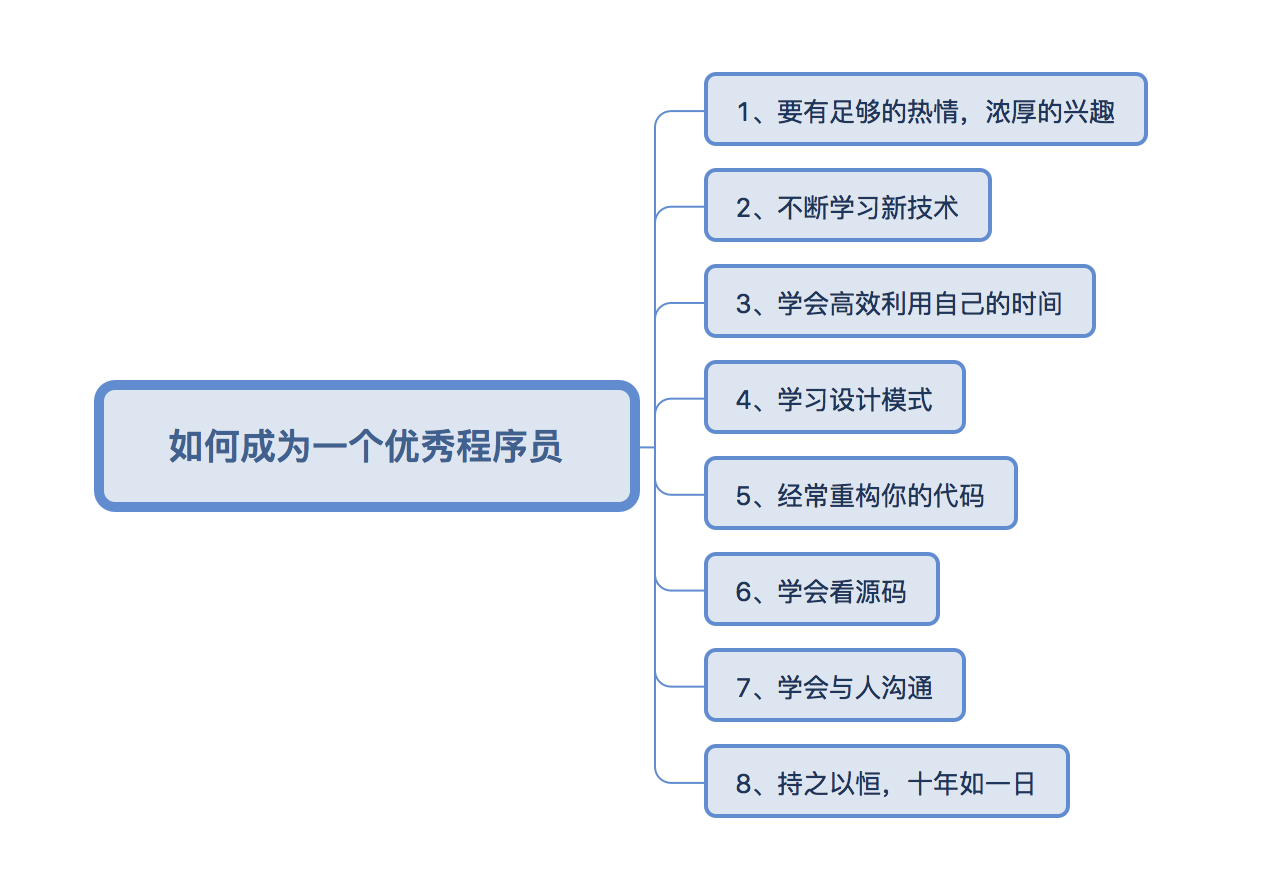 如何成为一个优秀程序员
1、要有足够的热情，浓厚的兴趣
2、不断学习新技术
3、学会高效利用自己的时间
4、学习设计模式
5、经常重构你的代码
6、学会看源码
7、学会与人沟通
8、持之以恒，十年如一日